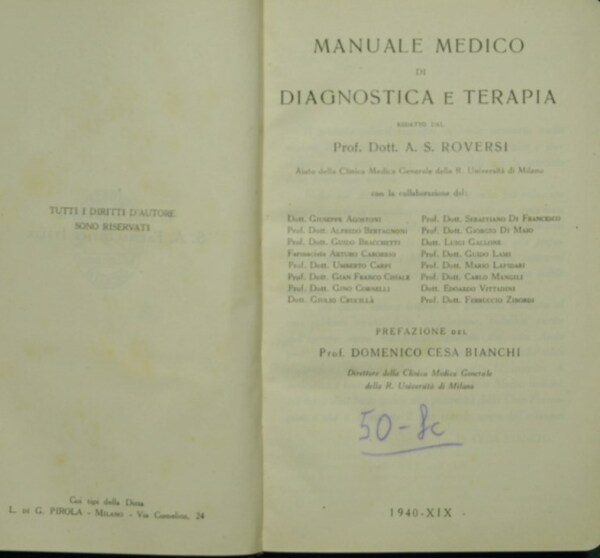 TUTTI I DIRITTI D'AUTORE
SONO RISERVATI
Coi tipi della Ditta
L. DI G. PIROLA - MILANO - Via Comelico, 24
MANUALE MEDICO
DI
DIAGNOSTICA E TERAPIA
REDATTO DAL
Prof. Dott. A. S. ROVERSI
Aiuto della Clinica Medica Generale della R. Università di Milano
con la collaborazione del:
Dott. GIUSEPPE AGOSTONI
Prof. Dott. ALFREDO BERTAGNONI
Prof. Dott. GUIDO BRACCHETTI
Farmacista ARTURO CABORIO
Prof. Dott. UMBERTO CARPI
Prof. Dott. GIAN FRANCO CIDALE
Prof. Dott. GINO CORNELLI
Dott. GIULIO CRUCILLÀ
Prof. Dott. SEBASTIANO DI FRANCESCO
Prof. Dott. GIORGIO DI MARI
Dott. LUIGI GALLONE
Prof. Dott. GUIDO LAMI
Prof. Dott. MARIO LAPIDARI
Prof. Dott. CARLO MANGILI
Dott. EDOARDO VITTADINI
Prof. Dott. FERRUCCIO ZIBORDI
PREFAZIONE DEL
Prof. DOMENICO CESA BIANCHI
Direttore della Clinica Medica Generale
della R. Università di Milano
50-
1940-XIX